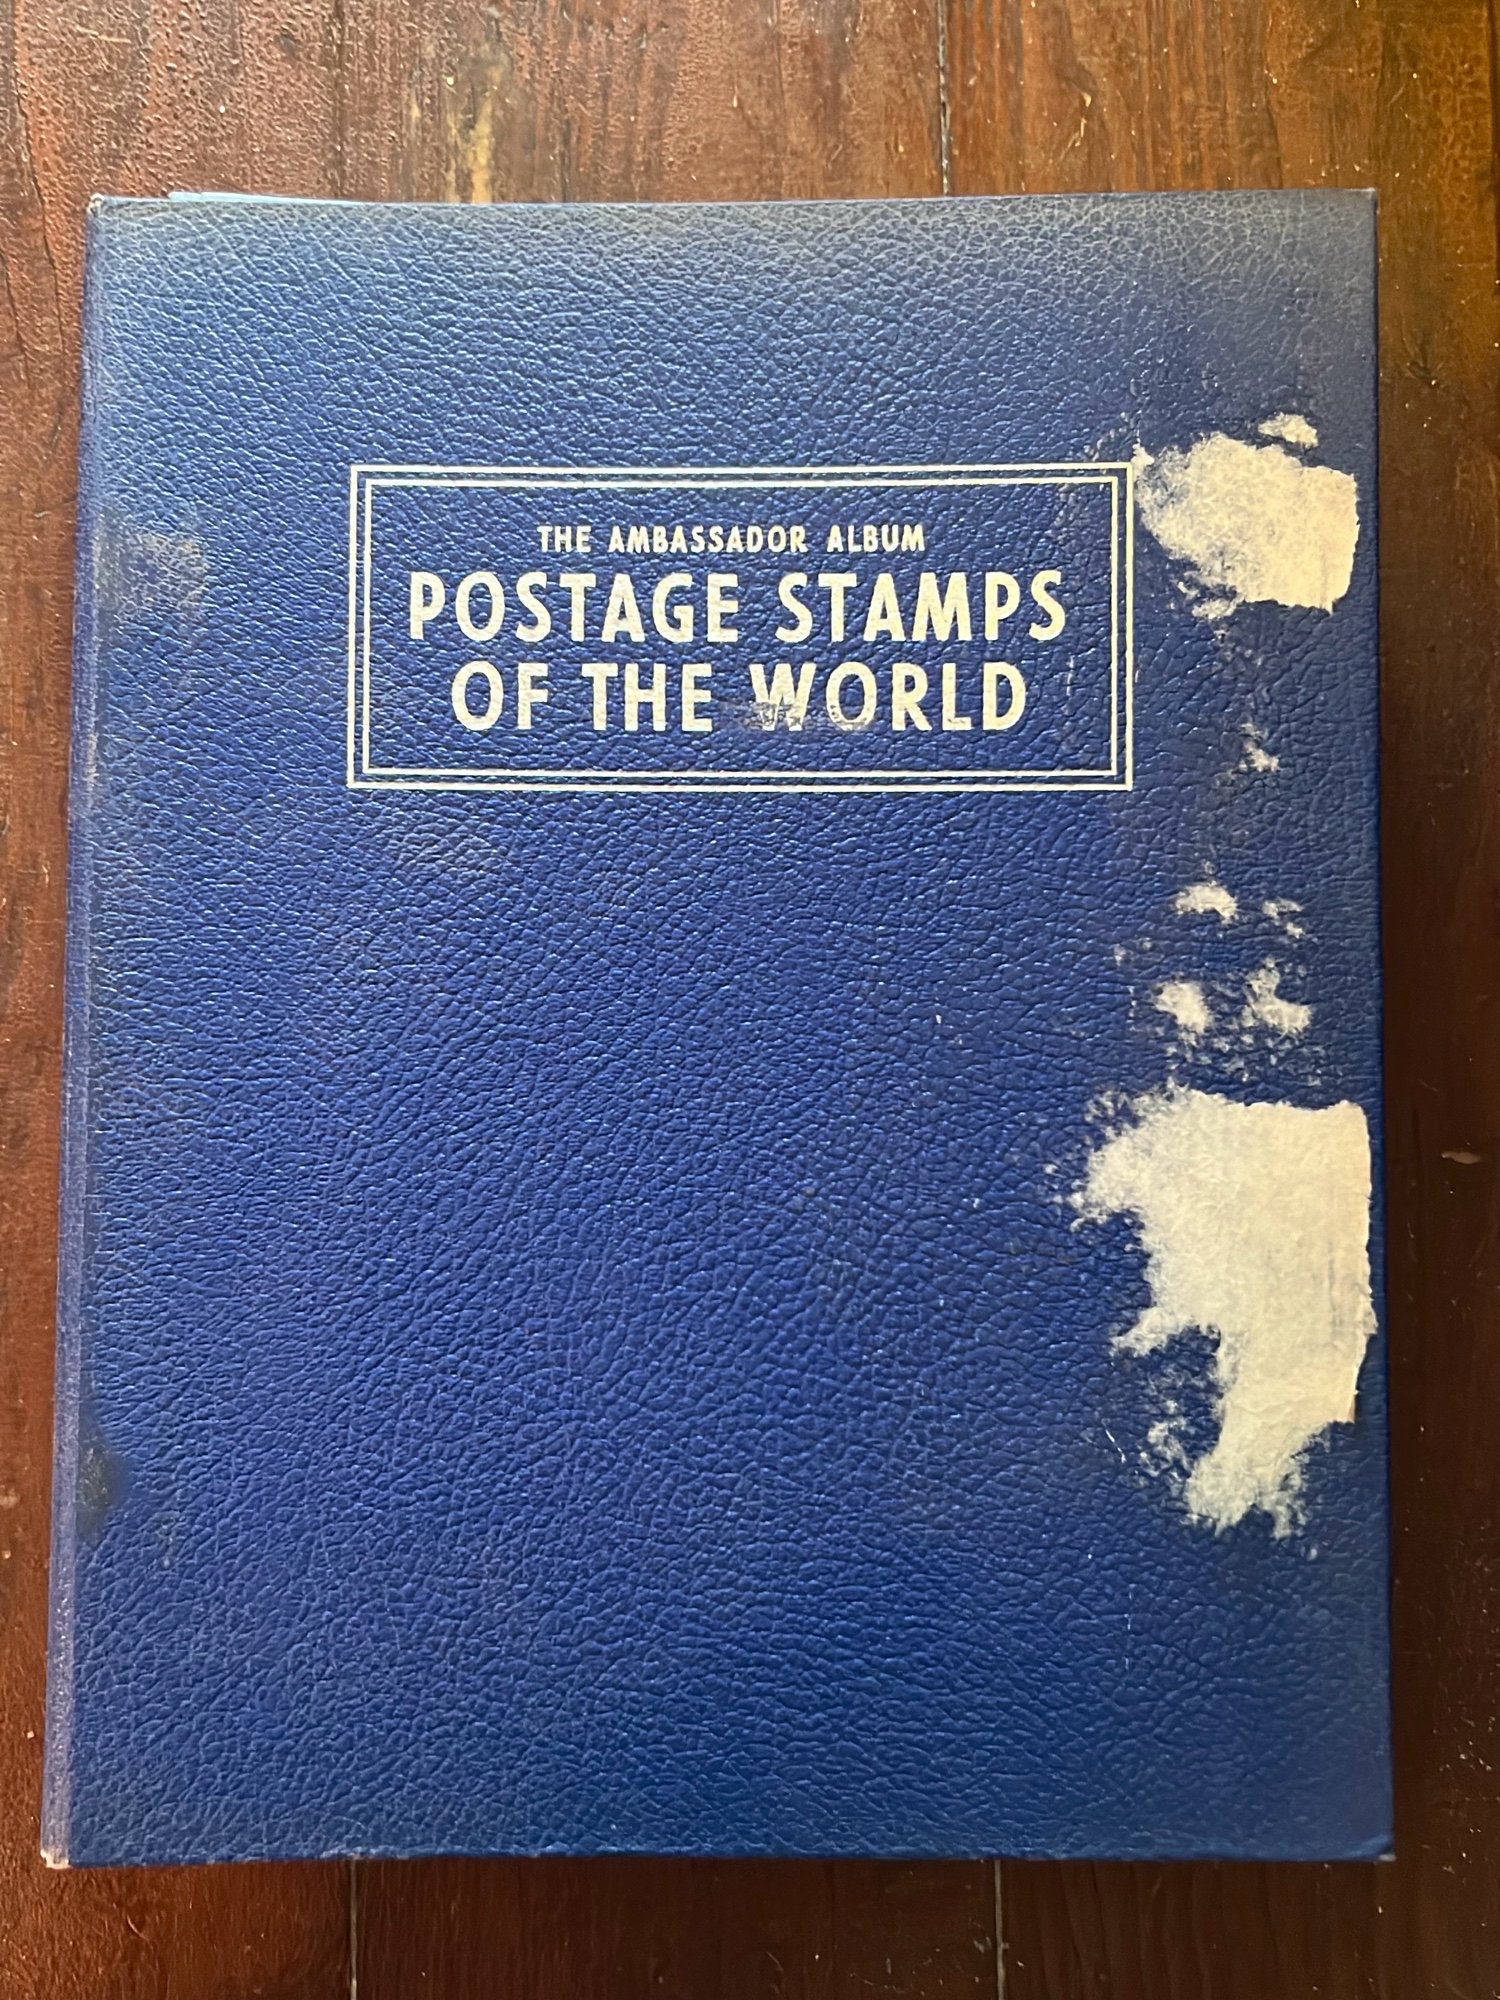 THE AMBASSADOR ALBUM
POSTAGE STAMPS
OF THE WORLD